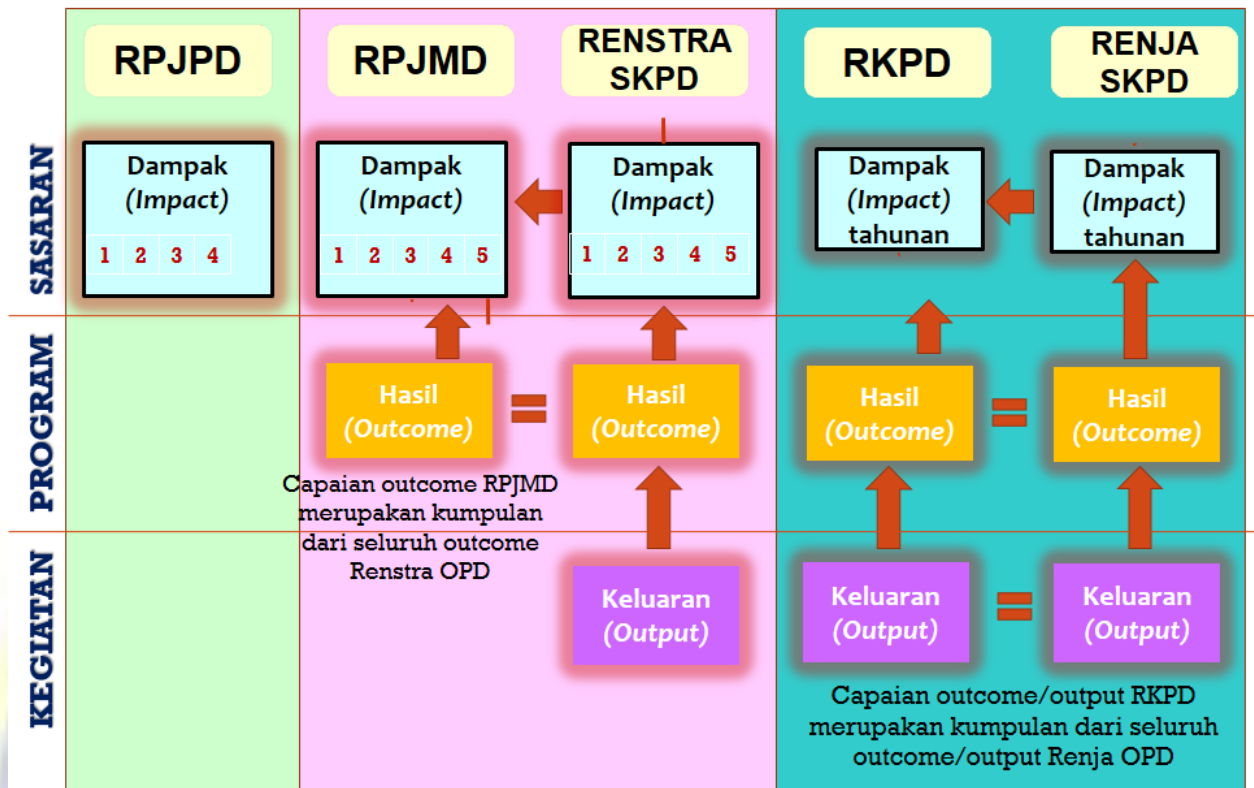 RPJPD
RPJMD
RENSTRA
SKPD
RKPD
RENJA
SKPD
SASARAN
Dampak
(Impact)
1 2 3 4
Dampak
(Impact)
1 2 3 4 5
Dampak
(Impact)
1 2 3 4 5
Dampak
(Impact)
tahunan
Dampak
(Impact)
tahunan
PROGRAM
Hasil
(Outcome)
=
Hasil
(Outcome)
Hasil
(Outcome)
=
Hasil
(Outcome)
Capaian outcome RPJMD
merupakan kumpulan
dari seluruh outcome
Renstra OPD
KEGIATAN
Keluaran
(Output)
Keluaran
(Output)
=
Keluaran
(Output)
Capaian outcome/output RKPD
merupakan kumpulan dari seluruh
outcome/output Renja OPD